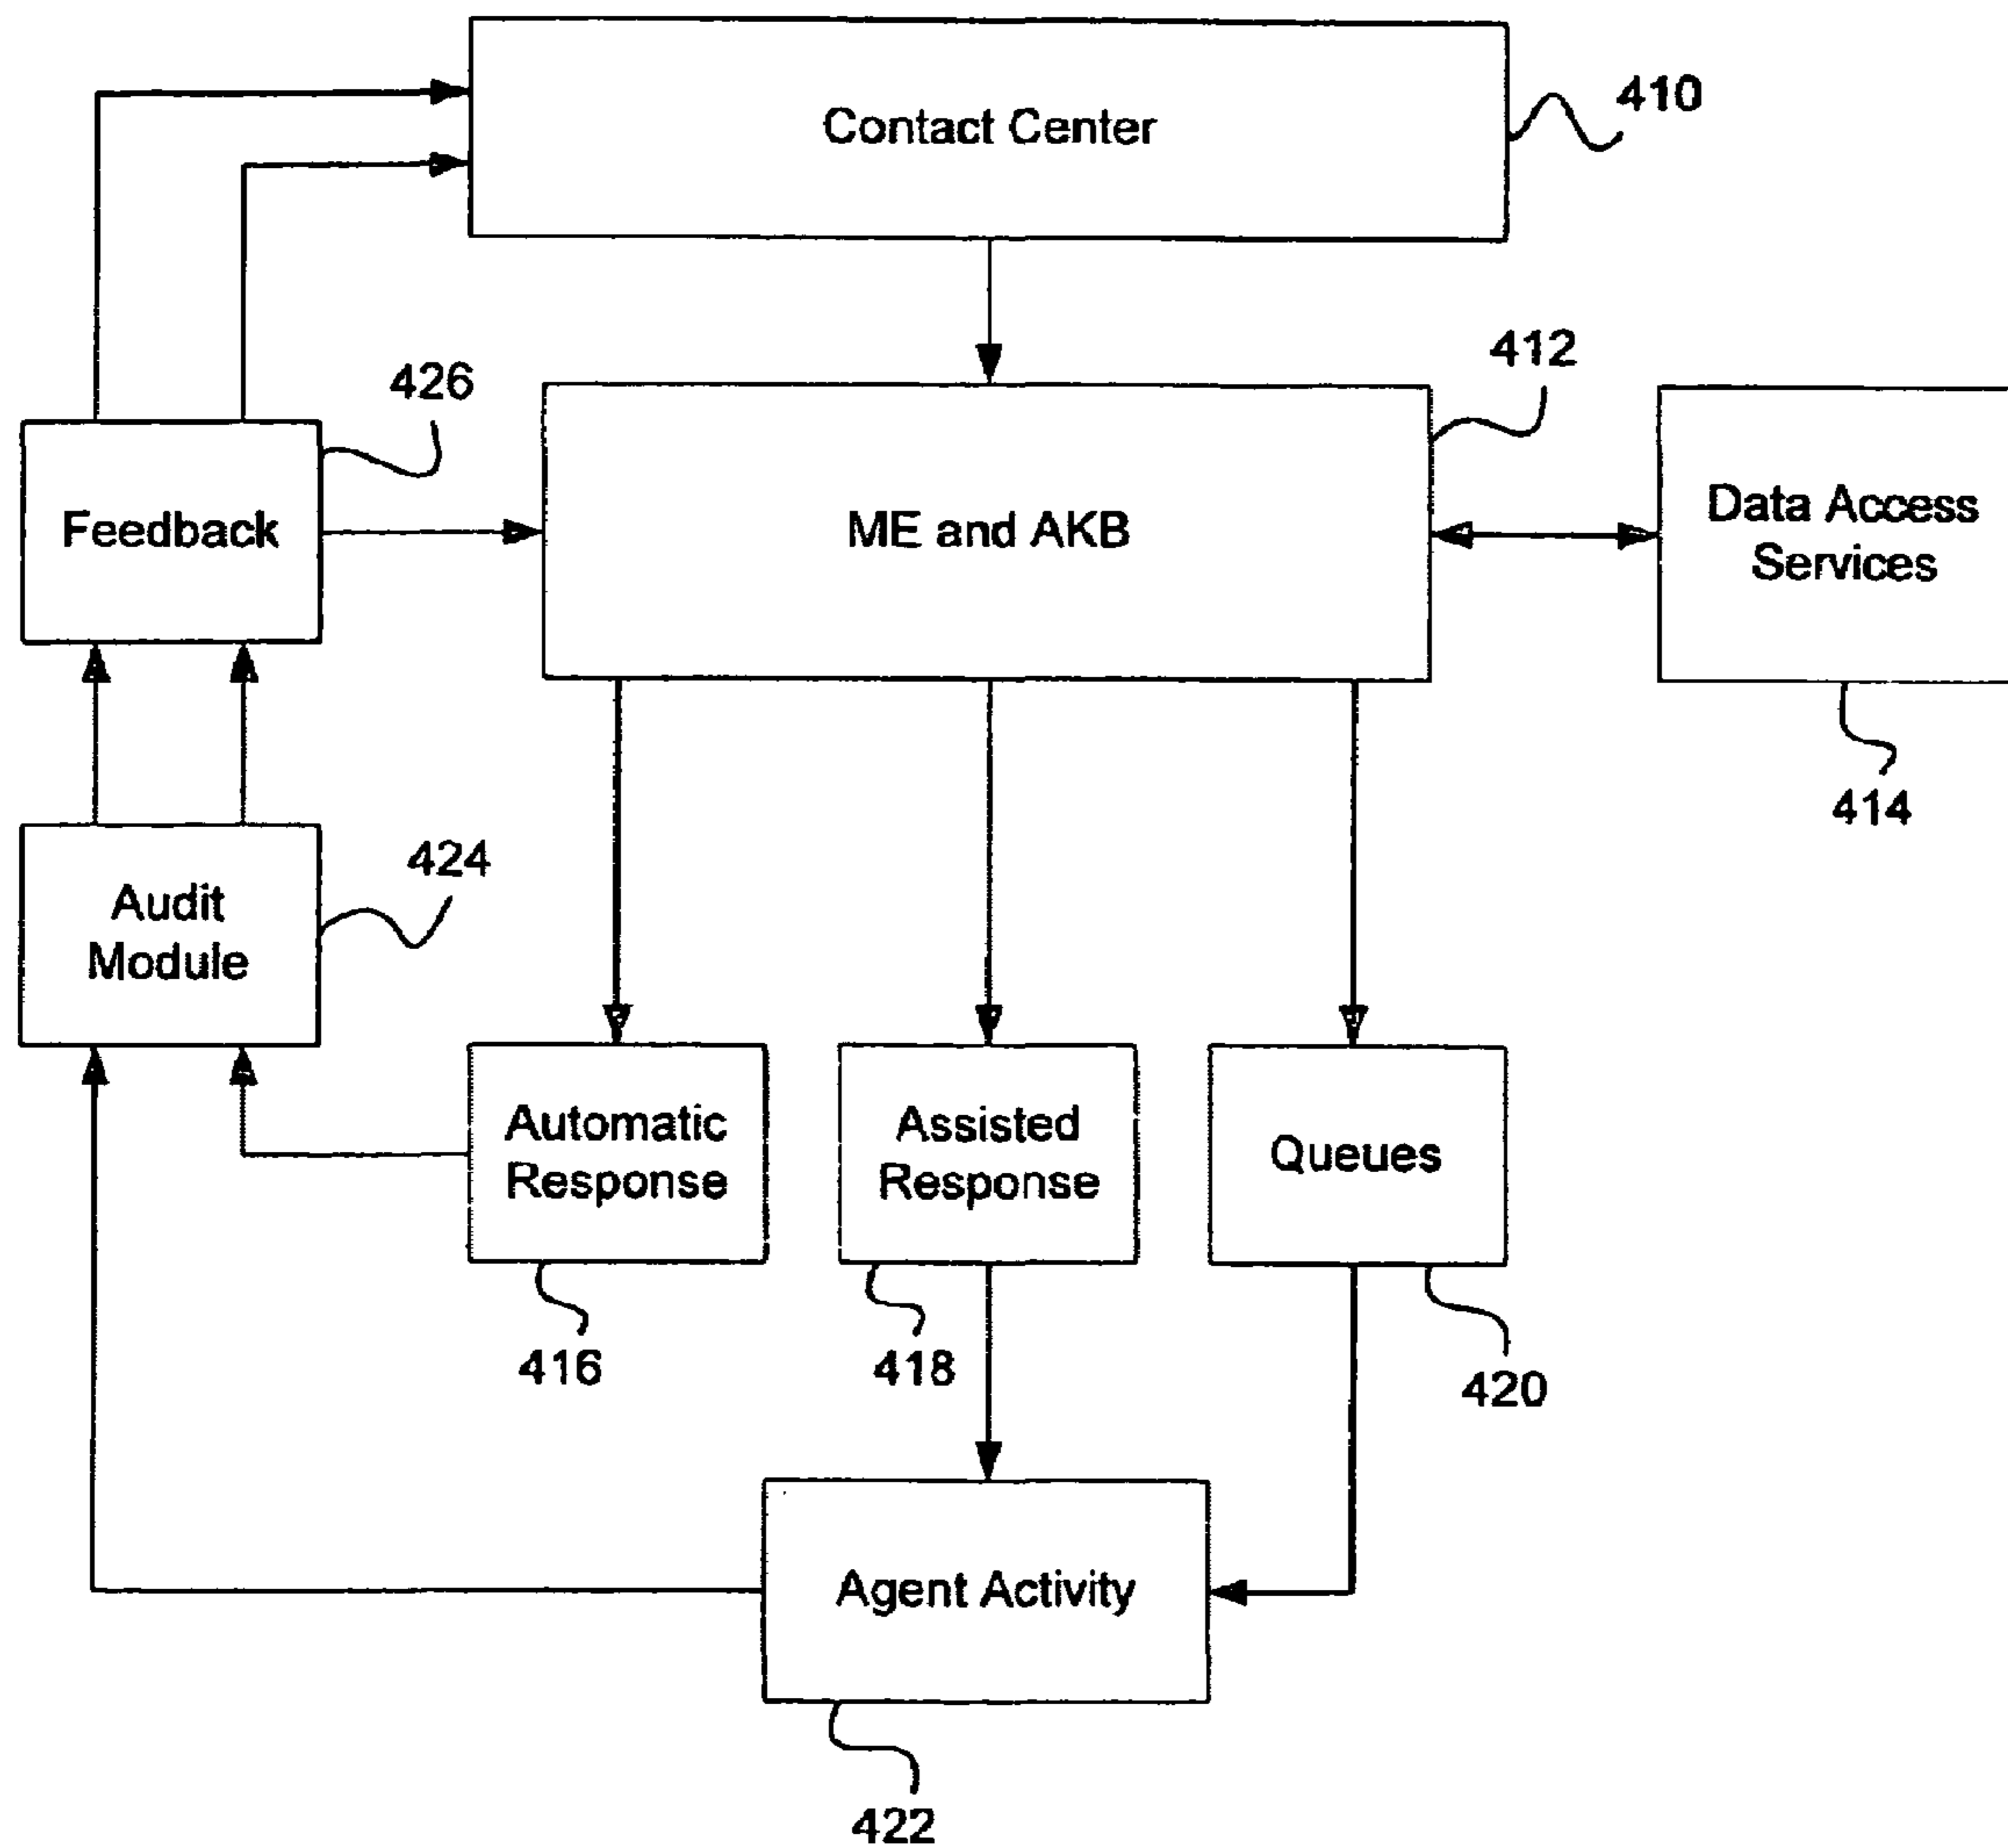 Contact Center
410
412
426
ME and AKB
Feedback
Data Access
Services
414
424
Audit
Module
Automatic
Response
Assisted
Response
Queues
416
418
420
Agent Activity
422